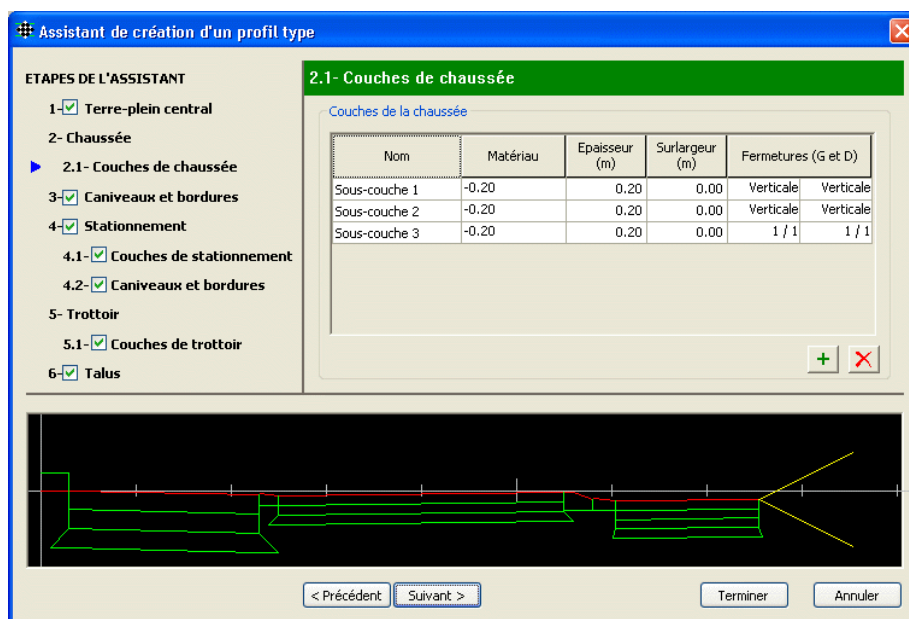 Assistant de création d'un profil type
ETAPES DE L'ASSISTANT
1- Terre-plein central
2- Chaussée
2.1- Couches de chaussée
3- Caniveaux et bordures
4- Stationnement
4.1- Couches de stationnement
4.2- Caniveaux et bordures
5- Trottoir
5.1- Couches de trottoir
6- Talus
2.1- Couches de chaussée
Couches de la chaussée
Nom Matériau Epaisseur (m) Surlargeur (m) Fermetures (G et D)
Sous-couche 1 -0.20 0.20 0.00 Verticale Verticale
Sous-couche 2 -0.20 0.20 0.00 Verticale Verticale
Sous-couche 3 -0.20 0.20 0.00 1 / 1 1 / 1
< Précédent Suivant > Terminer Annuler